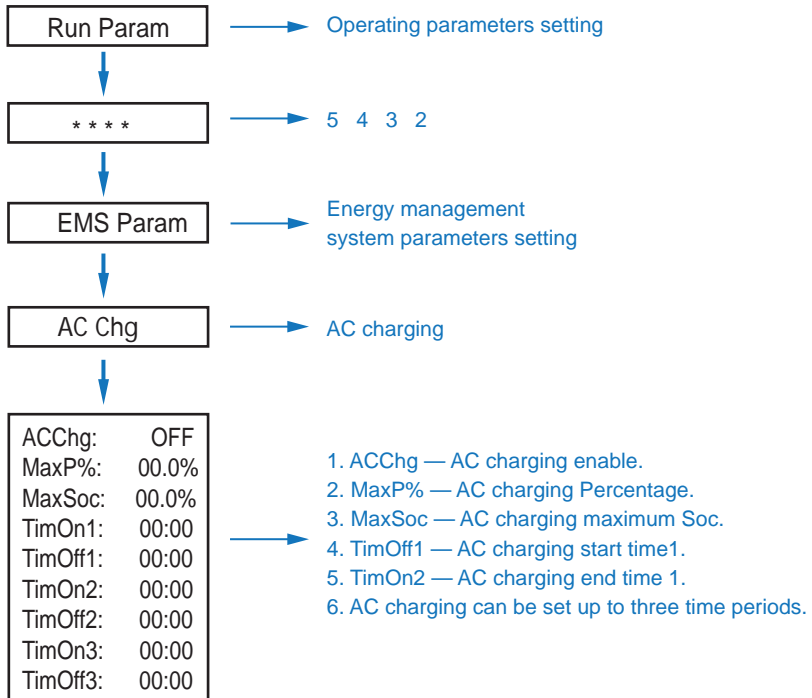 Run Param
Operating parameters setting
* * * *
5 4 3 2
EMS Param
Energy management
system parameters setting
AC Chg
AC charging
ACChg: OFF
MaxP%: 00.0%
MaxSoc: 00.0%
TimOn1: 00:00
TimOff1: 00:00
TimOn2: 00:00
TimOff2: 00:00
TimOn3: 00:00
TimOff3: 00:00
1. ACChg — AC charging enable.
2. MaxP% — AC charging Percentage.
3. MaxSoc — AC charging maximum Soc.
4. TimOff1 — AC charging start time1.
5. TimOn2 — AC charging end time 1.
6. AC charging can be set up to three time periods.